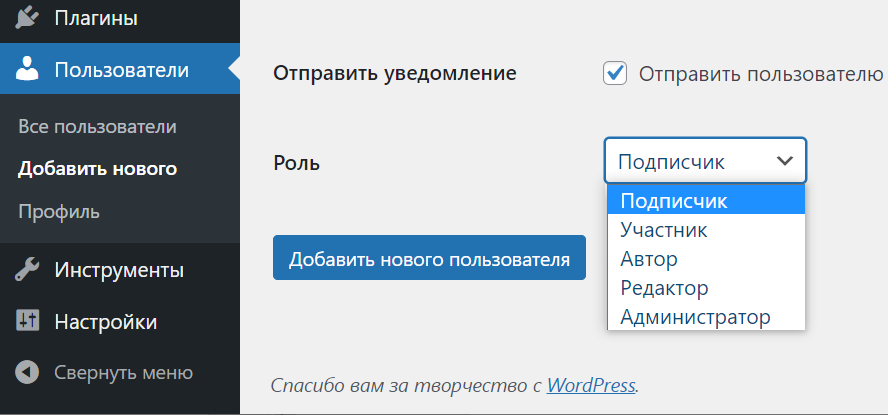 Плагины
Пользователи
Все пользователи
Добавить нового
Профиль
Инструменты
Настройки
Свернуть меню
Отправить уведомление
Отправить пользователю
Роль
Подписчик
Подписчик
Участник
Автор
Редактор
Администратор
Добавить нового пользователя
Спасибо вам за творчество с WordPress.